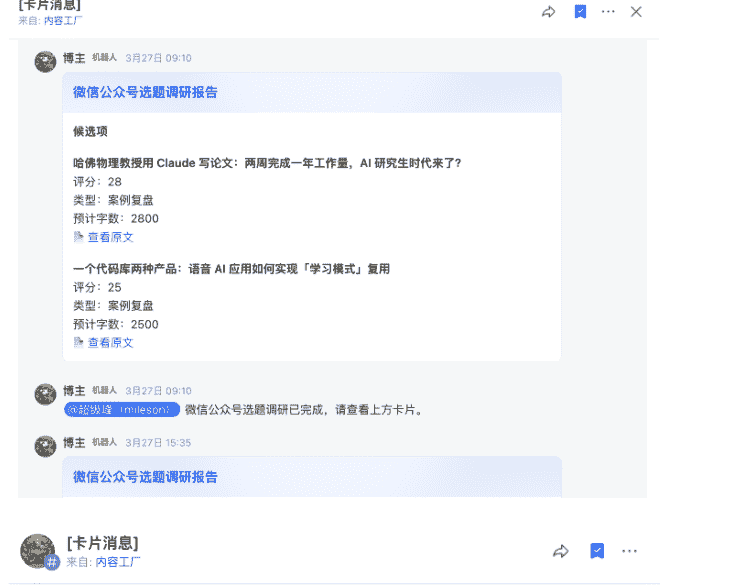 [卡片消息]
来自: 内容工厂
博主 机器人 3月27日 09:10
微信公众号选题调研报告
候选项
哈佛物理教授用 Claude 写论文：两周完成一年工作量，AI 研究生时代来了?
评分：28
类型：案例复盘
预计字数：2800
查看原文
一个代码库两种产品：语音 AI 应用如何实现「学习模式」复用
评分：25
类型：案例复盘
预计字数：2500
查看原文
博主 机器人 3月27日 09:10
@超级峰（mileson） 微信公众号选题调研已完成，请查看上方卡片。
博主 机器人 3月27日 15:35
微信公众号选题调研报告
[卡片消息]
来自: 内容工厂